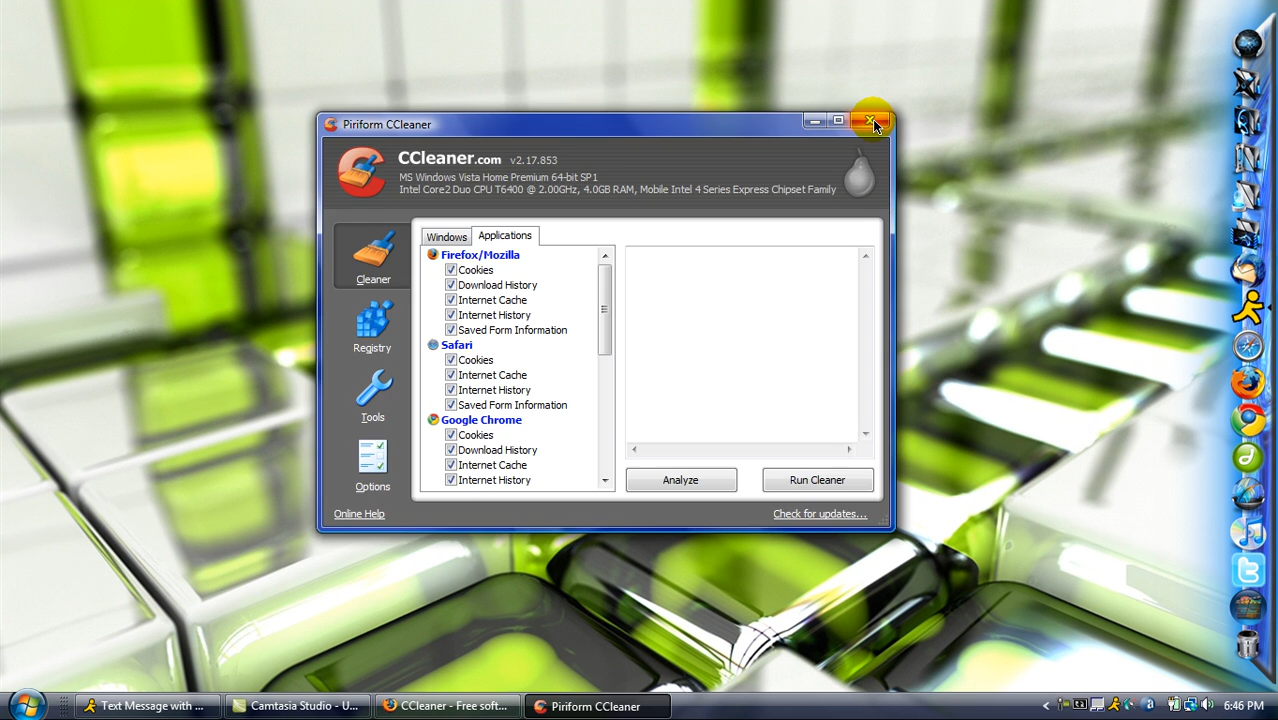 Piriform CCleaner
CCleaner.com v2.17.853
MS Windows Vista Home Premium 64-bit SP1
Intel Core2 Duo CPU T6400 @ 2.00GHz, 4.0GB RAM, Mobile Intel 4 Series Express Chipset Family
Cleaner
Registry
Tools
Options
Windows
Applications
Firefox/Mozilla
Cookies
Download History
Internet Cache
Internet History
Saved Form Information
Safari
Cookies
Internet Cache
Internet History
Saved Form Information
Google Chrome
Cookies
Download History
Internet Cache
Internet History
Analyze
Run Cleaner
Online Help
Check for updates...
Text Message with ...
Camtasia Studio - U...
CCleaner - Free soft...
Piriform CCleaner
6:46 PM